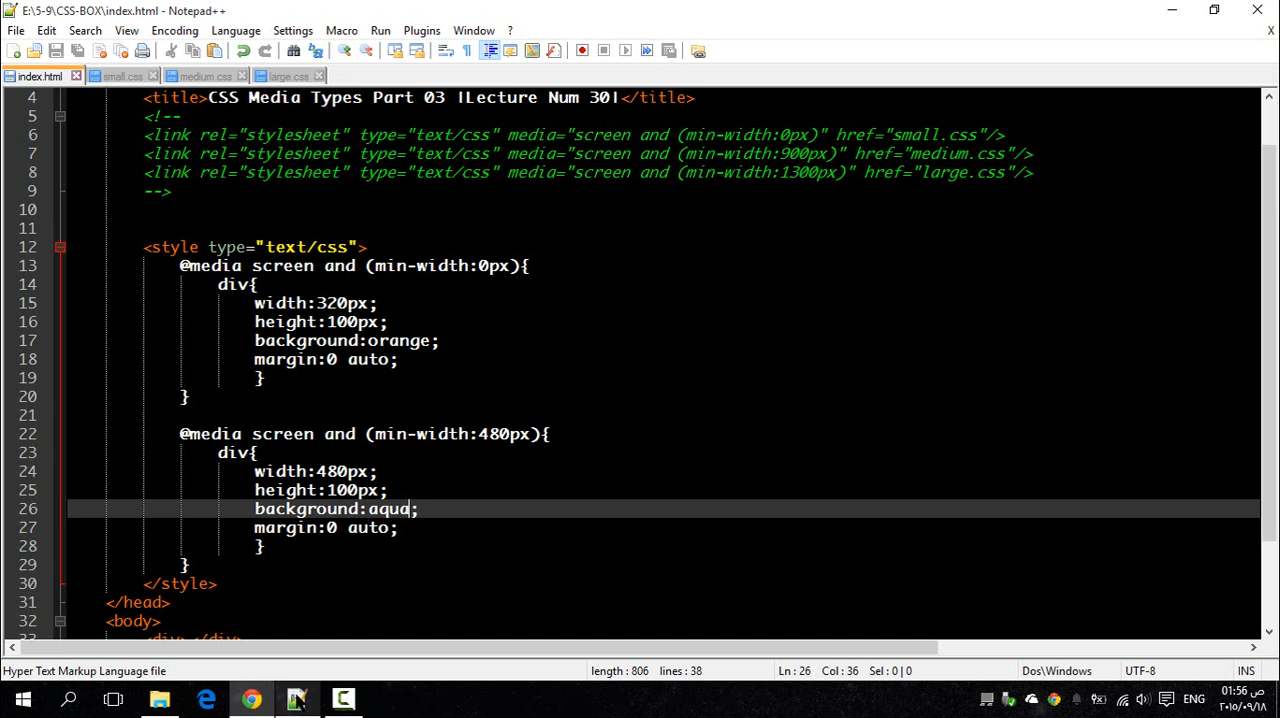 E:\5-9\CSS-BOX\index.html - Notepad++
File Edit Search View Encoding Language Settings Macro Run Plugins Window ? X
index.html small.css medium.css large.css
4 <title>CSS Media Types Part 03 |Lecture Num 30|</title>
5 <!--
6 <link rel="stylesheet" type="text/css" media="screen and (min-width:0px)" href="small.css"/>
7 <link rel="stylesheet" type="text/css" media="screen and (min-width:900px)" href="medium.css"/>
8 <link rel="stylesheet" type="text/css" media="screen and (min-width:1300px)" href="large.css"/>
9 -->
10
11
12 <style type="text/css">
13 @media screen and (min-width:0px){
14 div{
15 width:320px;
16 height:100px;
17 background:orange;
18 margin:0 auto;
19 }
20 }
21
22 @media screen and (min-width:480px){
23 div{
24 width:480px;
25 height:100px;
26 background:aqua;
27 margin:0 auto;
28 }
29 }
30 </style>
31 </head>
32 <body>
33 <div></div>
Hyper Text Markup Language file length : 806 lines : 38 Ln : 26 Col : 36 Sel : 0 | 0 Dos\Windows UTF-8 INS
ENG 01:56 ص
٢٠١٥/٠٩/١٨